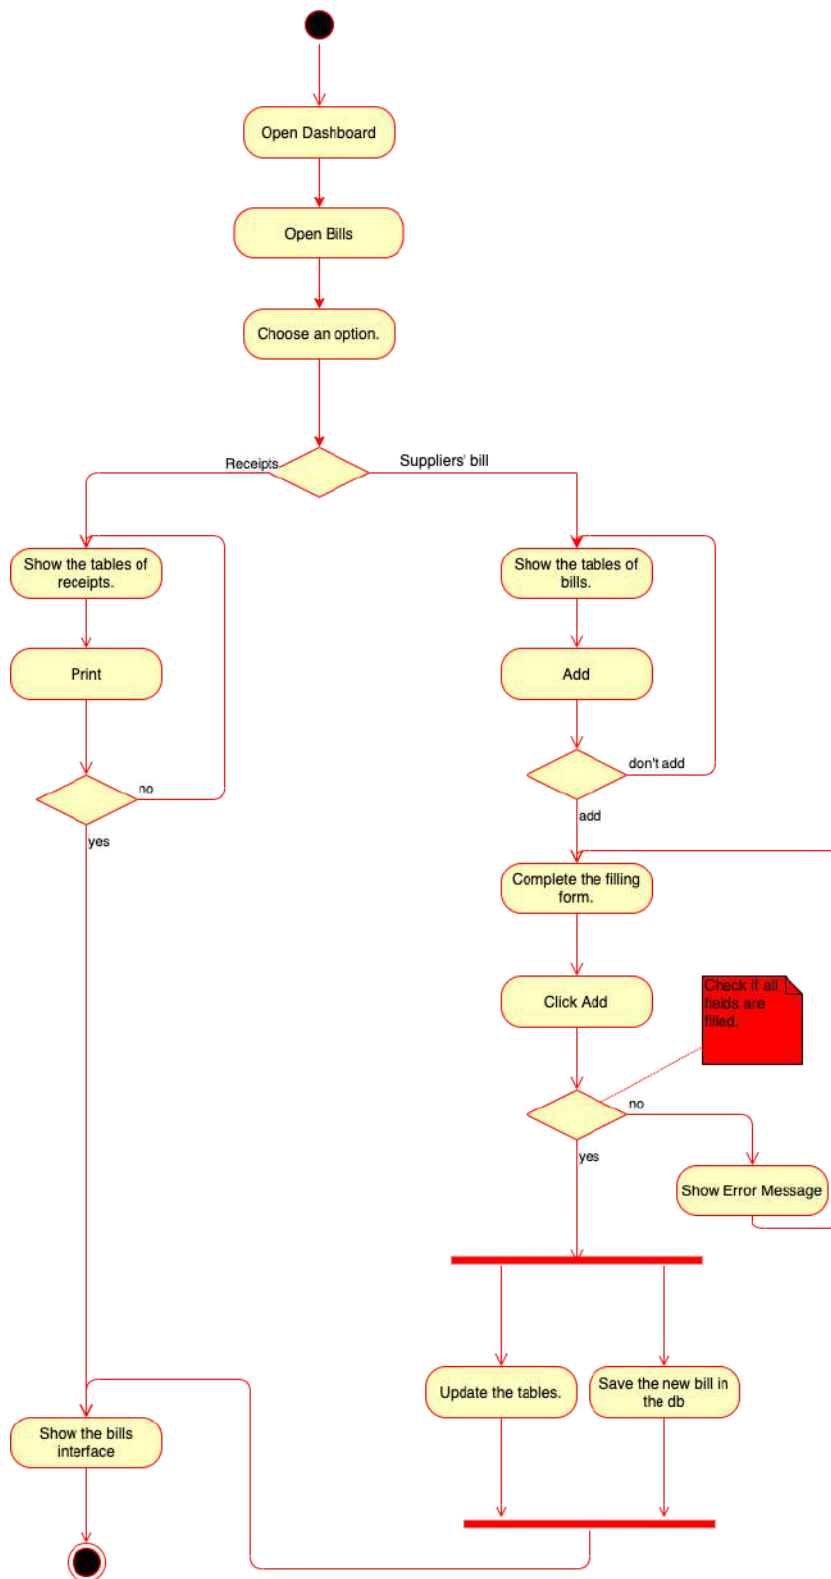 Open Dashboard
Open Bills
Choose an option.
Receipts
Suppliers' bill
Show the tables of
receipts.
Show the tables of
bills.
Print
Add
no
don't add
yes
add
Complete the filling
form.
Click Add
Check if all
fields are
filled.
no
yes
Show Error Message
Update the tables.
Save the new bill in
the db
Show the bills
interface